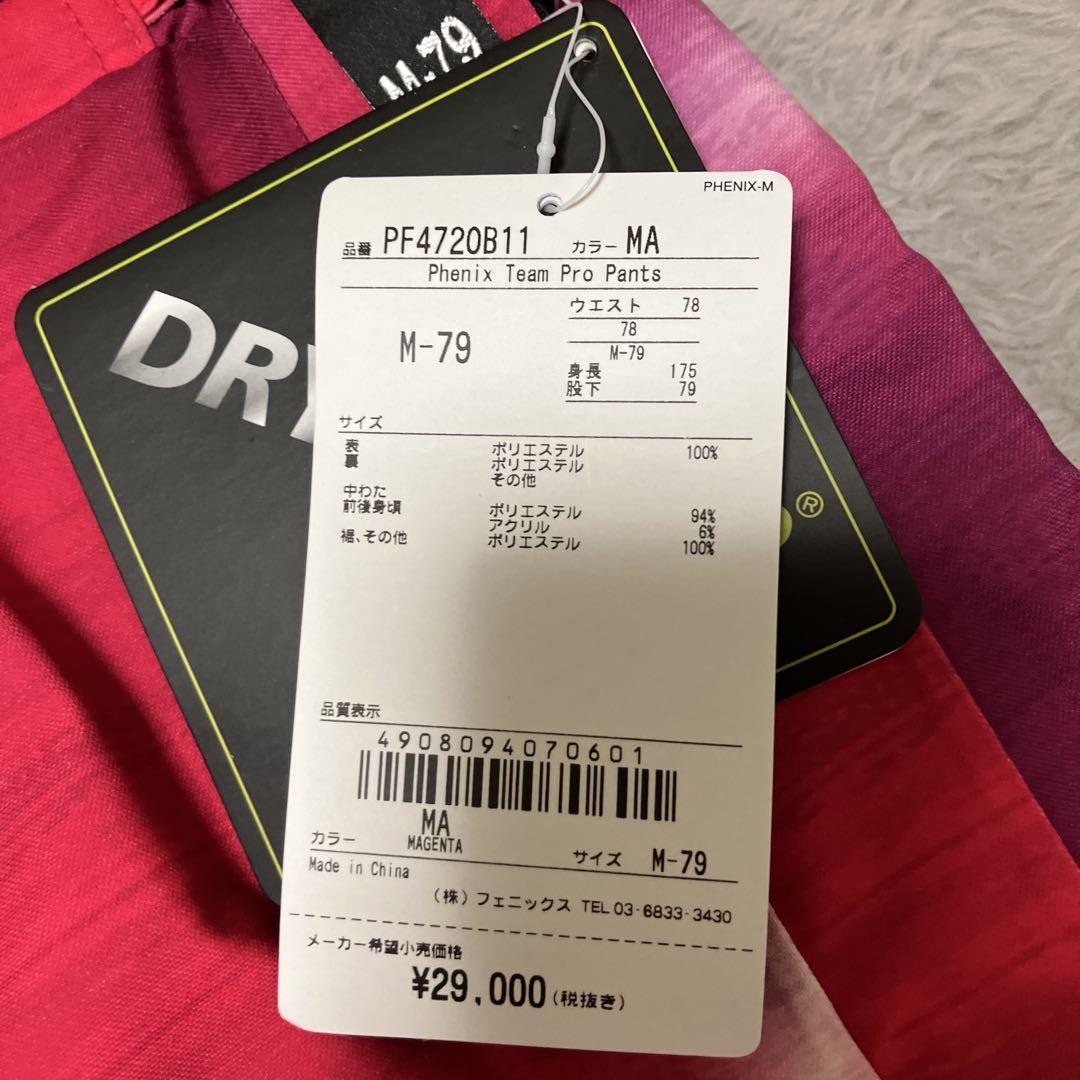 M-79
DRY
®
PHENIX-M
品番 PF4720B11 カラー MA
Phenix Team Pro Pants
M-79
ウエスト 78
78
M-79
身長 175
股下 79
サイズ
表 ポリエステル 100%
裏 ポリエステル
その他
中わた
前後身頃 ポリエステル 94%
アクリル 6%
裾、その他 ポリエステル 100%
品質表示
4908094070601
カラー MA
MAGENTA
サイズ M-79
Made in China
(株)フェニックス TEL 03-6833-3430
メーカー希望小売価格
¥29,000(税抜き)